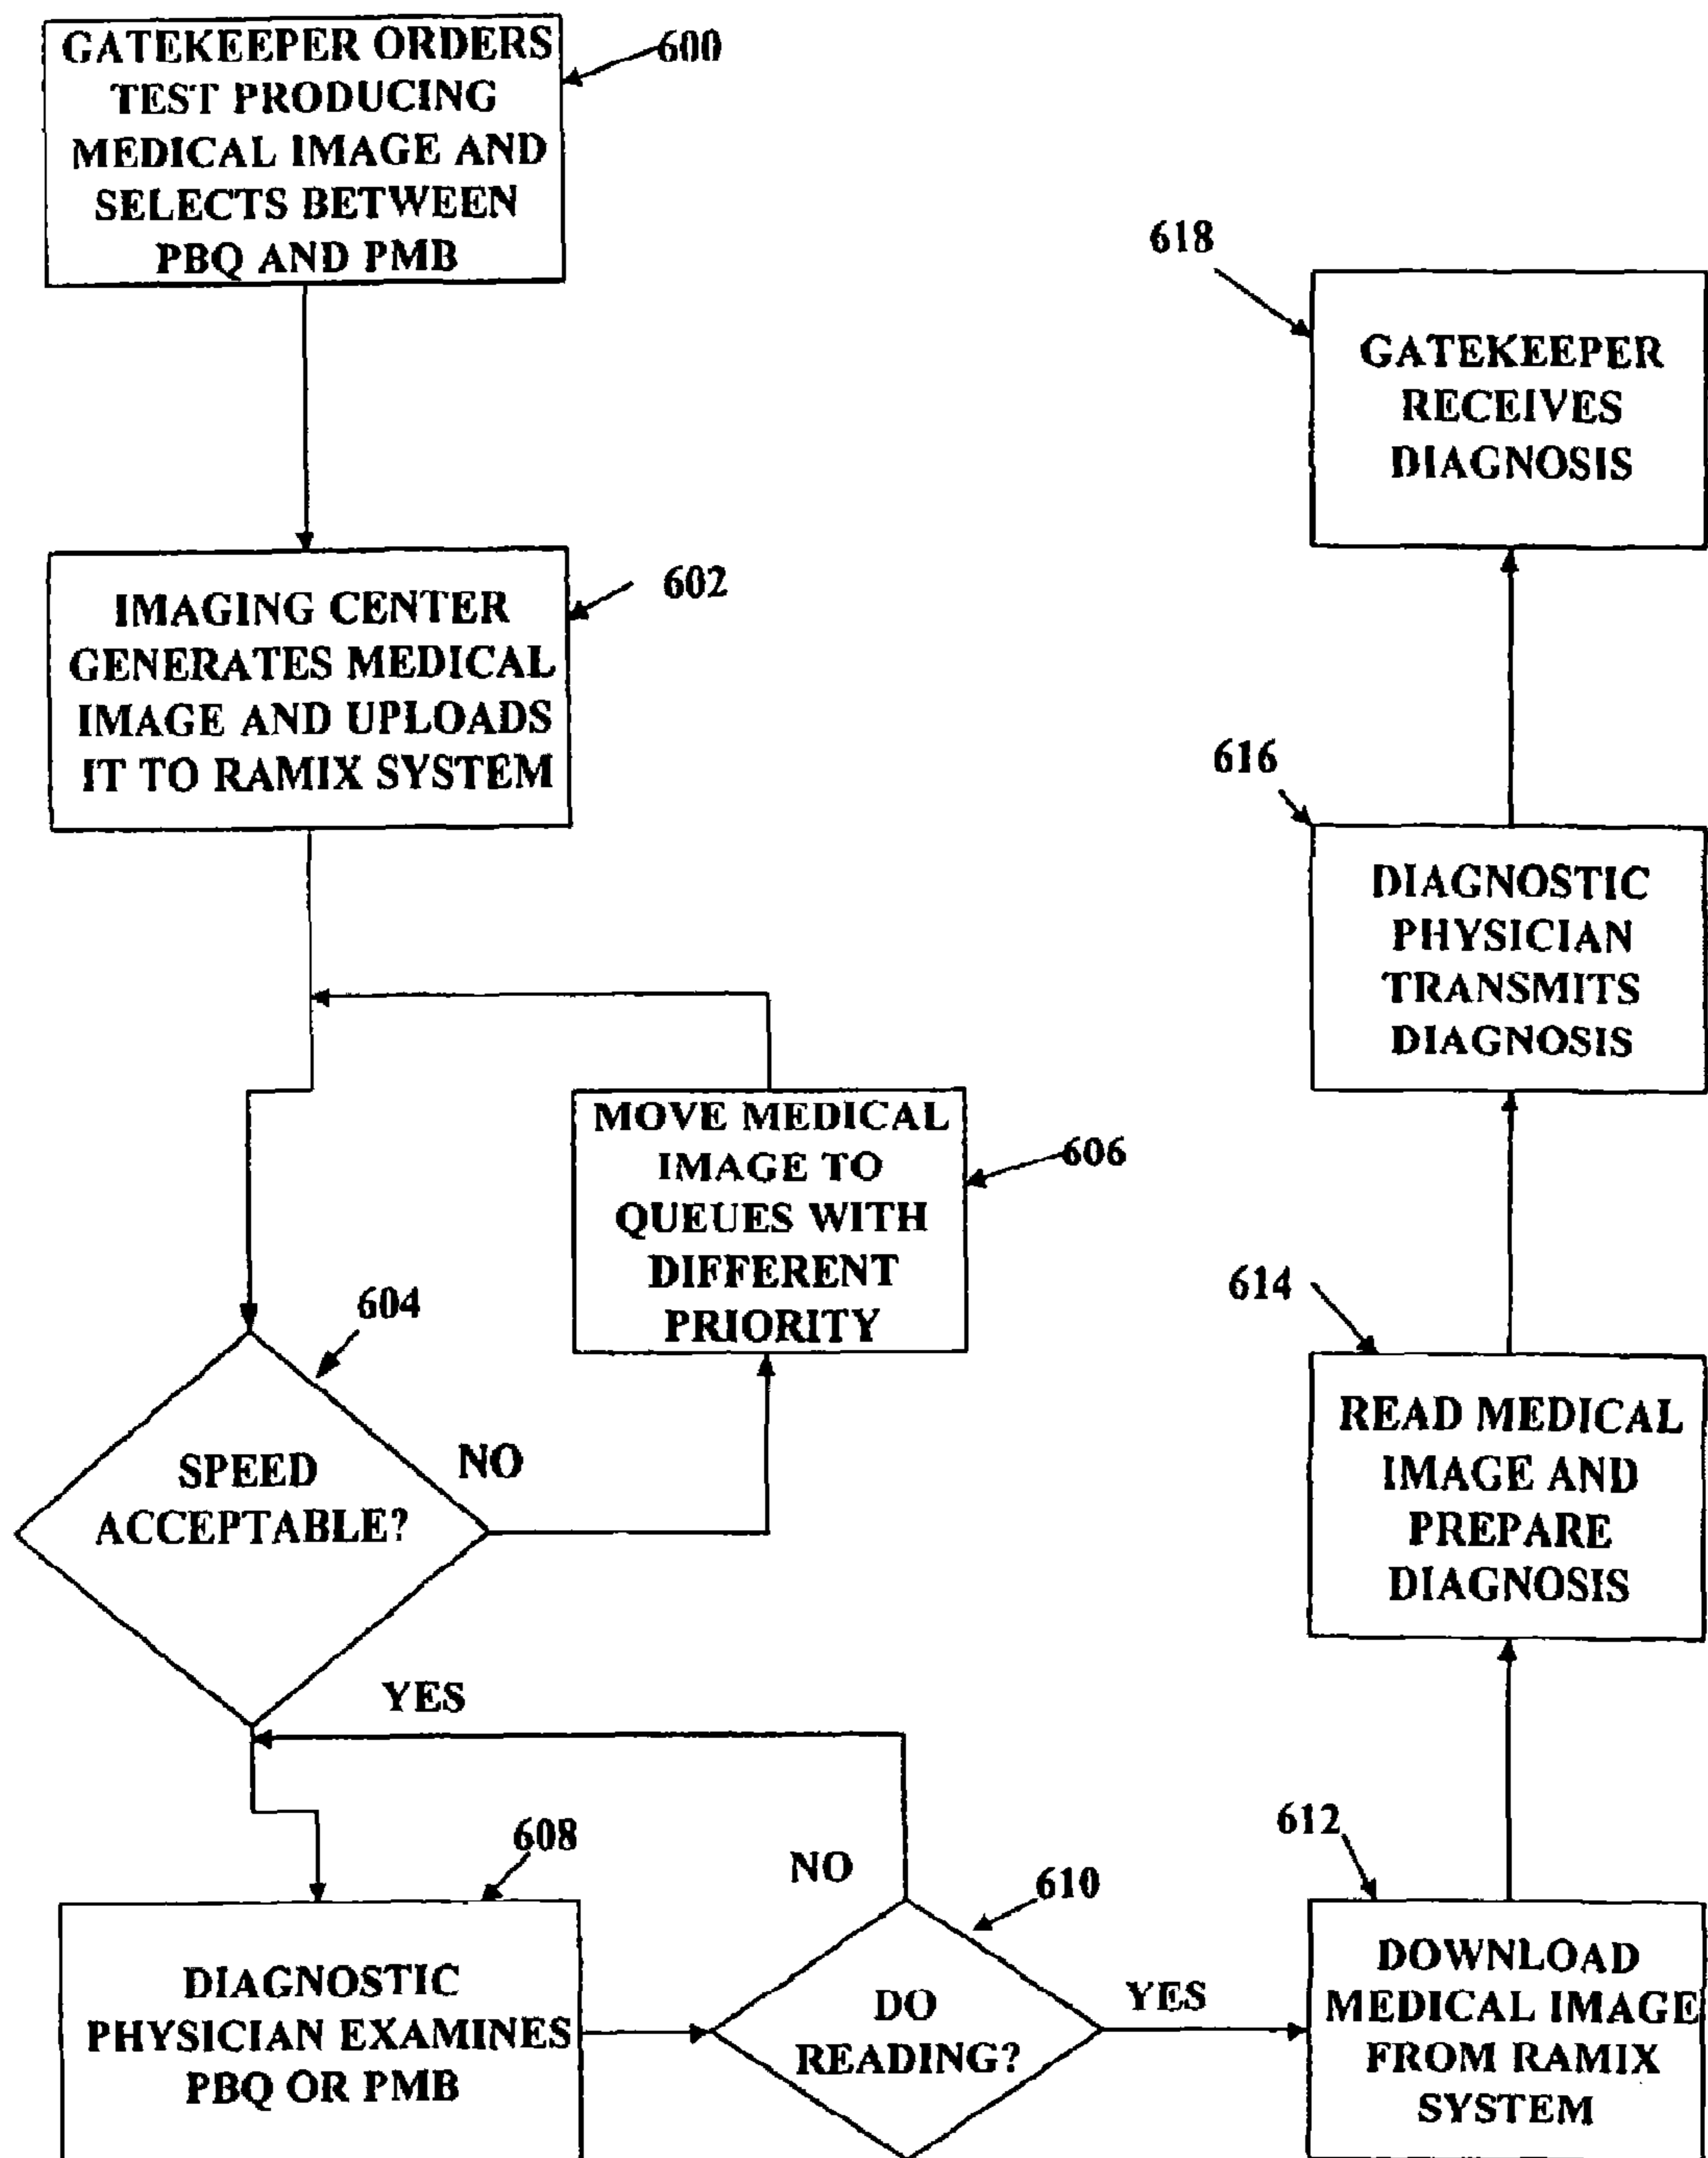 GATEKEEPER ORDERS
TEST PRODUCING
MEDICAL IMAGE AND
SELECTS BETWEEN
PBQ AND PMB
600
IMAGING CENTER
GENERATES MEDICAL
IMAGE AND UPLOADS
IT TO RAMIX SYSTEM
602
MOVE MEDICAL
IMAGE TO
QUEUES WITH
DIFFERENT
PRIORITY
606
604
SPEED
ACCEPTABLE?
NO
YES
608
DIAGNOSTIC
PHYSICIAN EXAMINES
PBQ OR PMB
NO
610
DO
READING?
YES
612
DOWNLOAD
MEDICAL IMAGE
FROM RAMIX
SYSTEM
614
READ MEDICAL
IMAGE AND
PREPARE
DIAGNOSIS
616
DIAGNOSTIC
PHYSICIAN
TRANSMITS
DIAGNOSIS
618
GATEKEEPER
RECEIVES
DIAGNOSIS